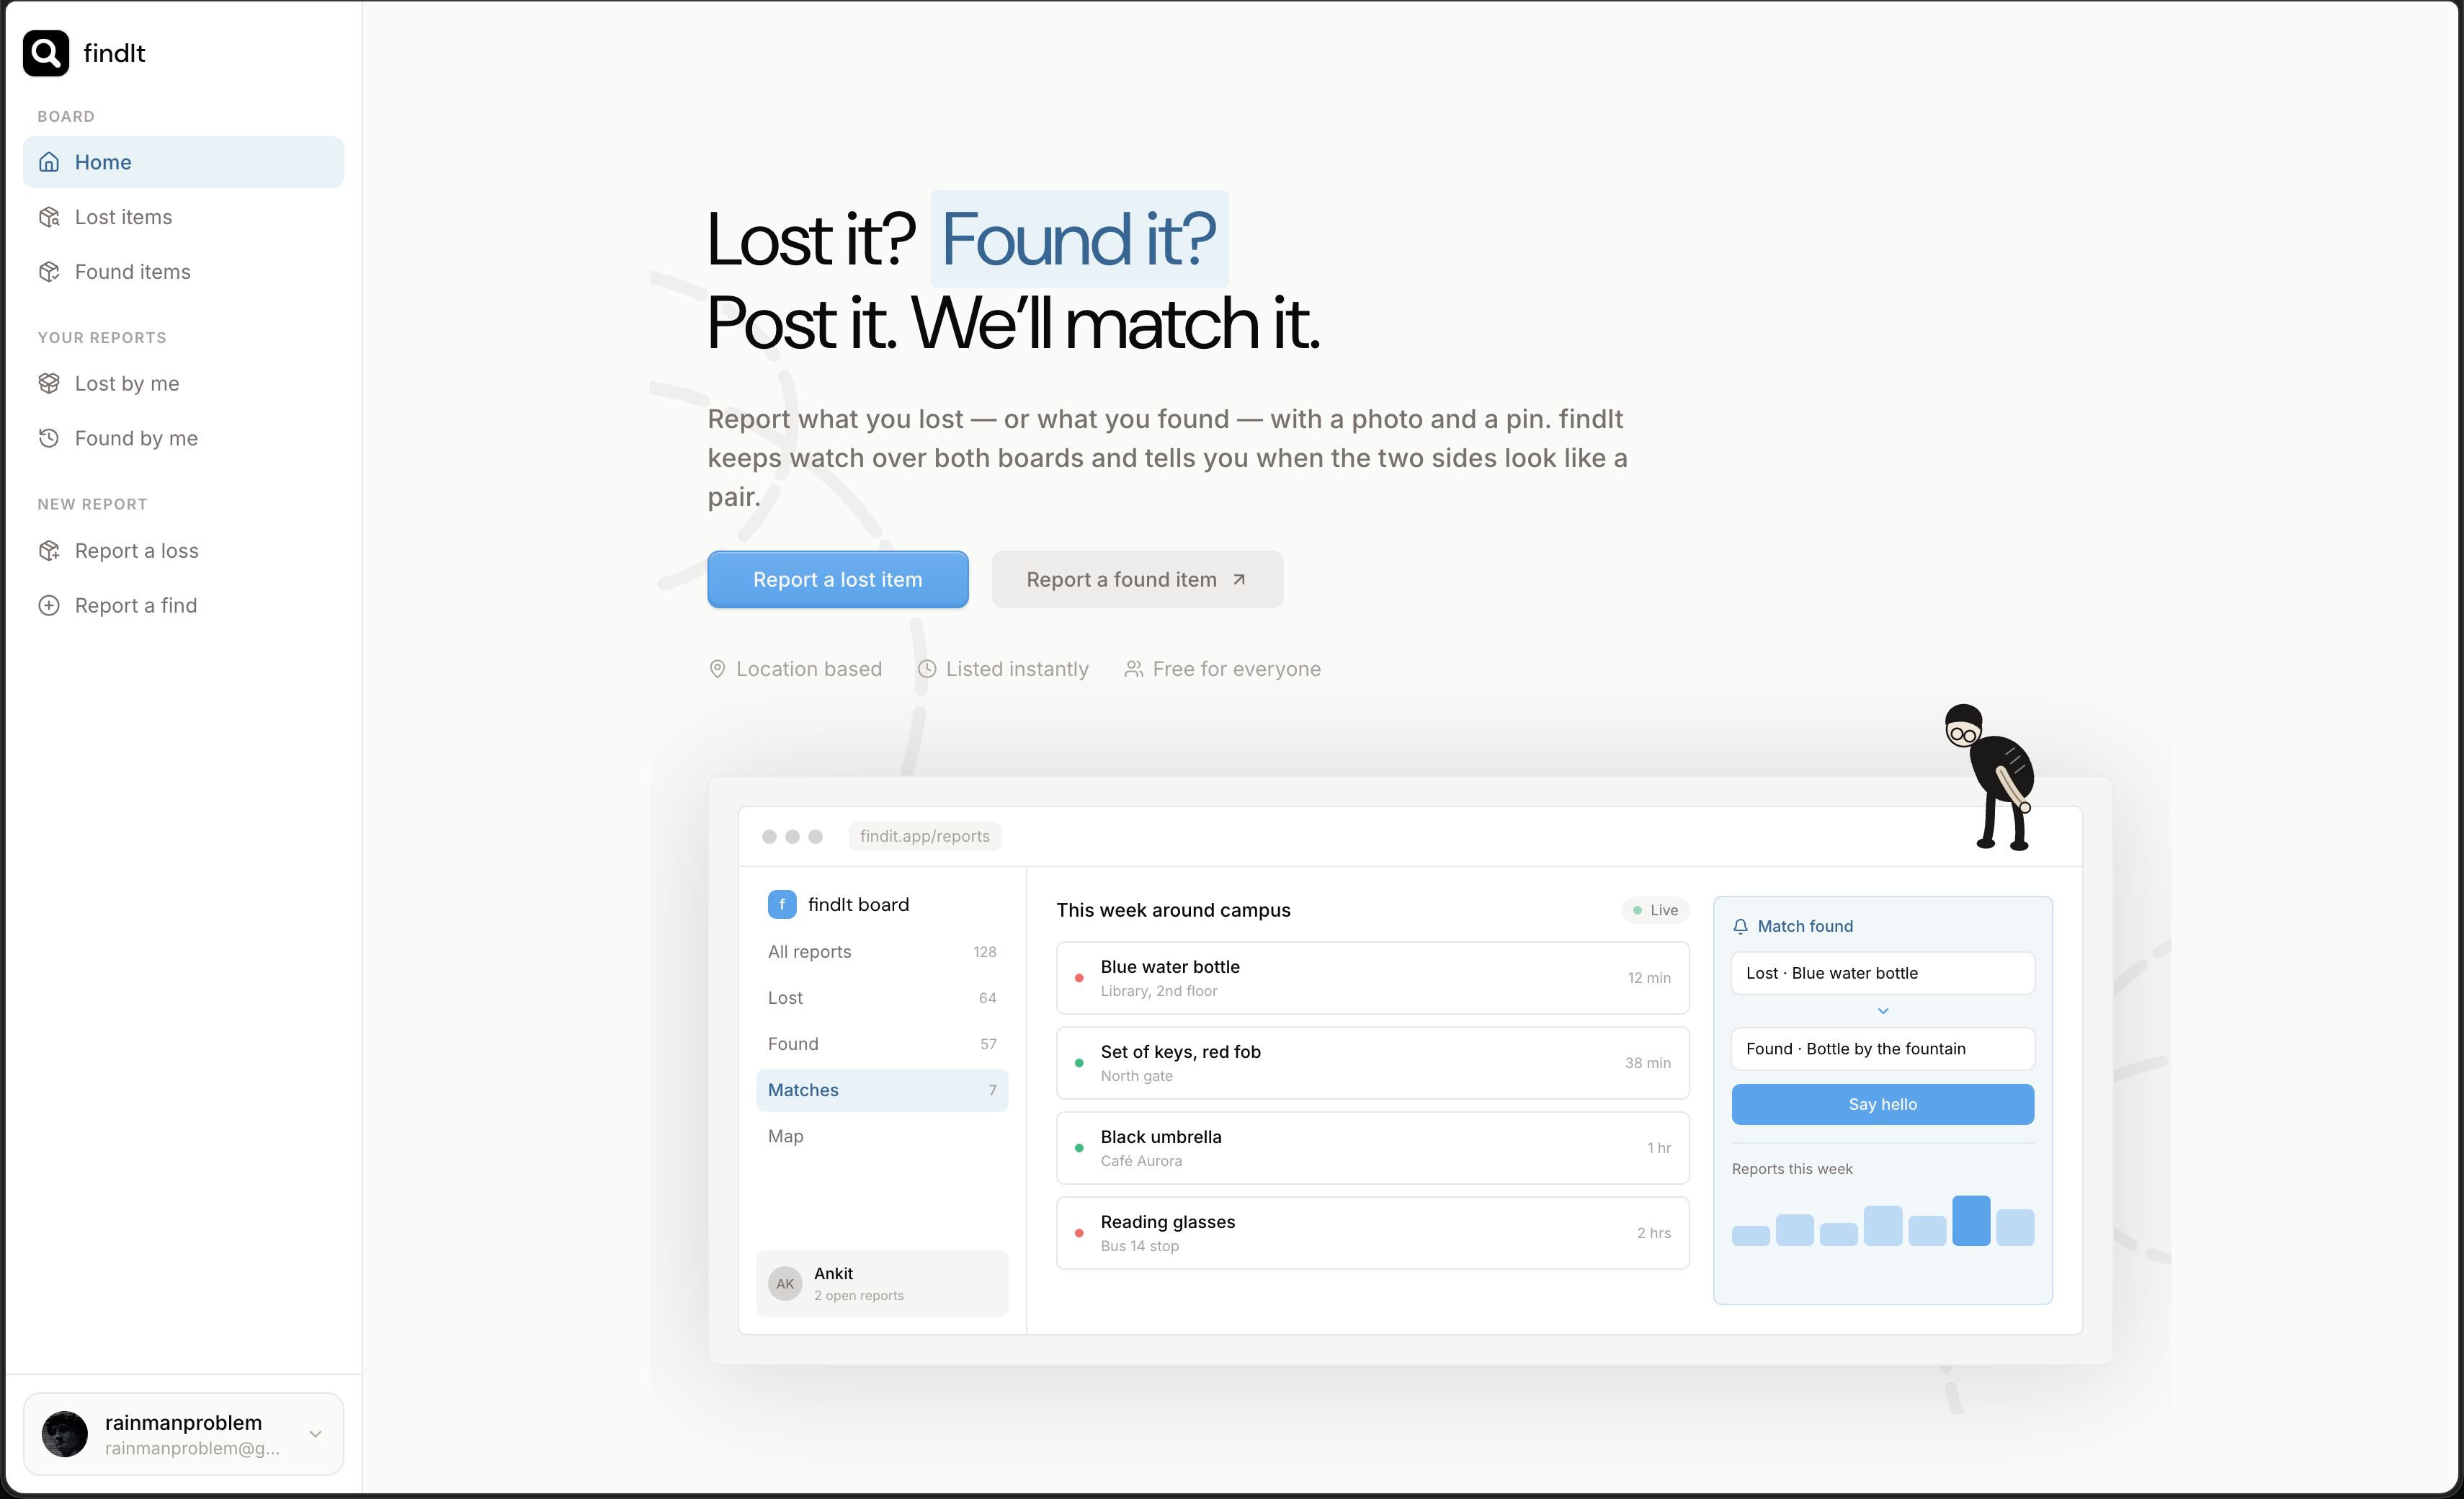 findIt
BOARD
Home
Lost items
Found items
YOUR REPORTS
Lost by me
Found by me
NEW REPORT
Report a loss
Report a find
rainmanproblem
rainmanproblem@g...
Lost it? Found it?
Post it. We’ll match it.
Report what you lost — or what you found — with a photo and a pin. findIt
keeps watch over both boards and tells you when the two sides look like a
pair.
Report a lost item
Report a found item
Location based
Listed instantly
Free for everyone
findit.app/reports
f
findIt board
All reports 128
Lost 64
Found 57
Matches 7
Map
AK
Ankit
2 open reports
This week around campus
Live
Blue water bottle
Library, 2nd floor
12 min
Set of keys, red fob
North gate
38 min
Black umbrella
Café Aurora
1 hr
Reading glasses
Bus 14 stop
2 hrs
Match found
Lost · Blue water bottle
Found · Bottle by the fountain
Say hello
Reports this week